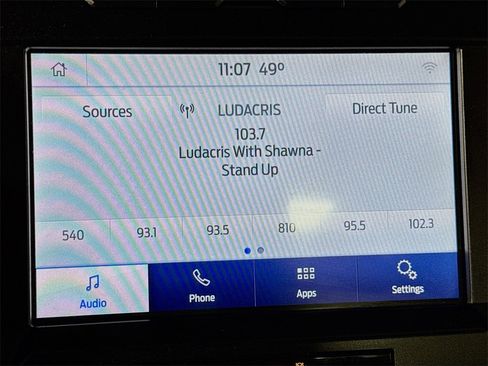 11:07 49°
Sources
LUDACRIS
Direct Tune
103.7
Ludacris With Shawna -
Stand Up
540 93.1 93.5 810 95.5 102.3
Audio Phone Apps Settings